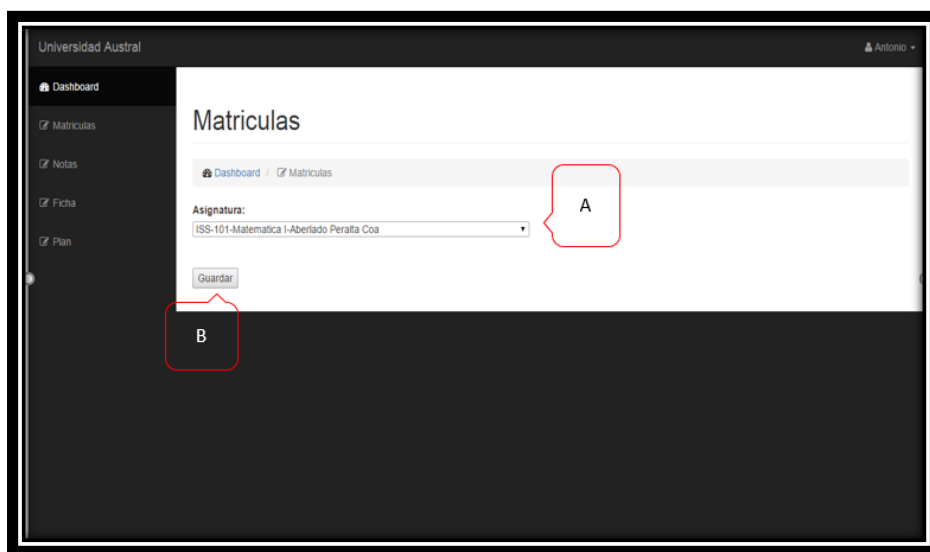 Universidad Austral
Antonio
Dashboard
Matriculas
Notas
Ficha
Plan
Matriculas
Dashboard / Matriculas
Asignatura:
ISS-101-Matematica I-Aberlado Peralta Coa
Guardar
A
B